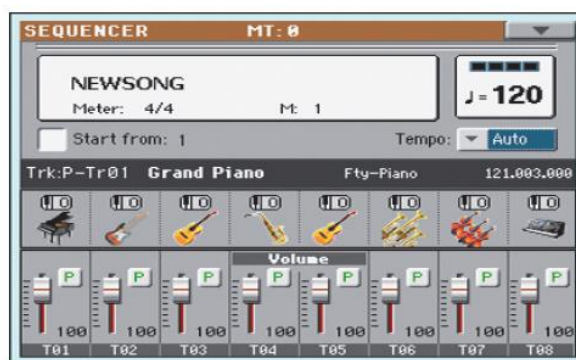 SEQUENCER MT: 0
NEWSONG
Meter: 4/4 M: 1
♩ = 120
Start from: 1 Tempo: Auto
Trk:P-Tr01 Grand Piano Fty-Piano 121.003.000
Volume
P P P P P P P P
100 100 100 100 100 100 100 100
T01 T02 T03 T04 T05 T06 T07 T08